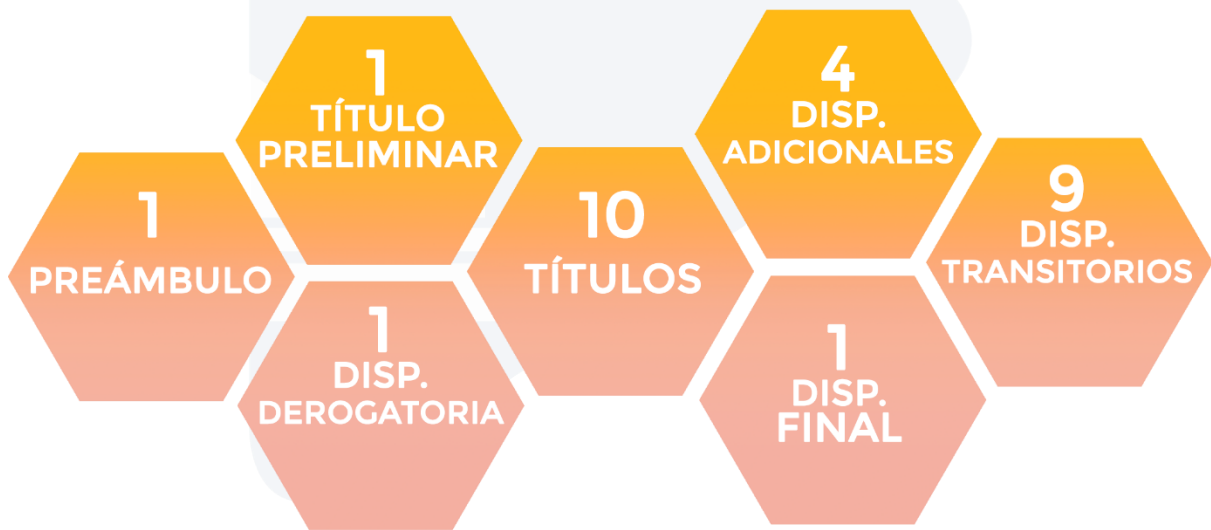 1
PREÁMBULO
1
TÍTULO
PRELIMINAR
1
DISP.
DEROGATORIA
10
TÍTULOS
4
DISP.
ADICIONALES
1
DISP.
FINAL
9
DISP.
TRANSITORIOS